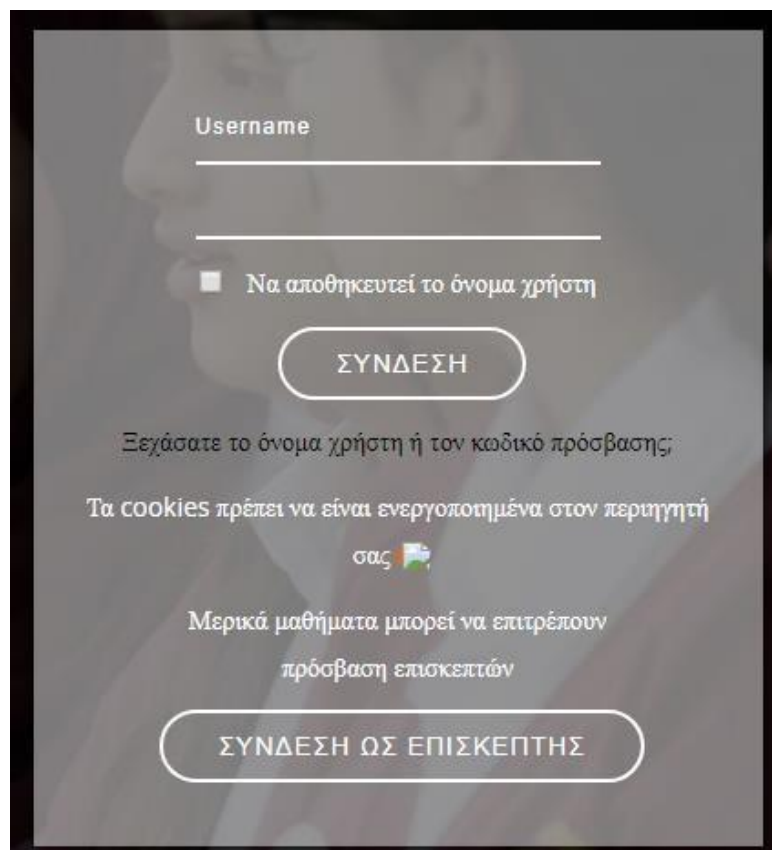 Username
Να αποθηκευτεί το όνομα χρήστη
ΣΥΝΔΕΣΗ
Ξεχάσατε το όνομα χρήστη ή τον κωδικό πρόσβασης;
Τα cookies πρέπει να είναι ενεργοποιημένα στον περιηγητή
σας
Μερικά μαθήματα μπορεί να επιτρέπουν
πρόσβαση επισκεπτών
ΣΥΝΔΕΣΗ ΩΣ ΕΠΙΣΚΕΠΤΗΣ